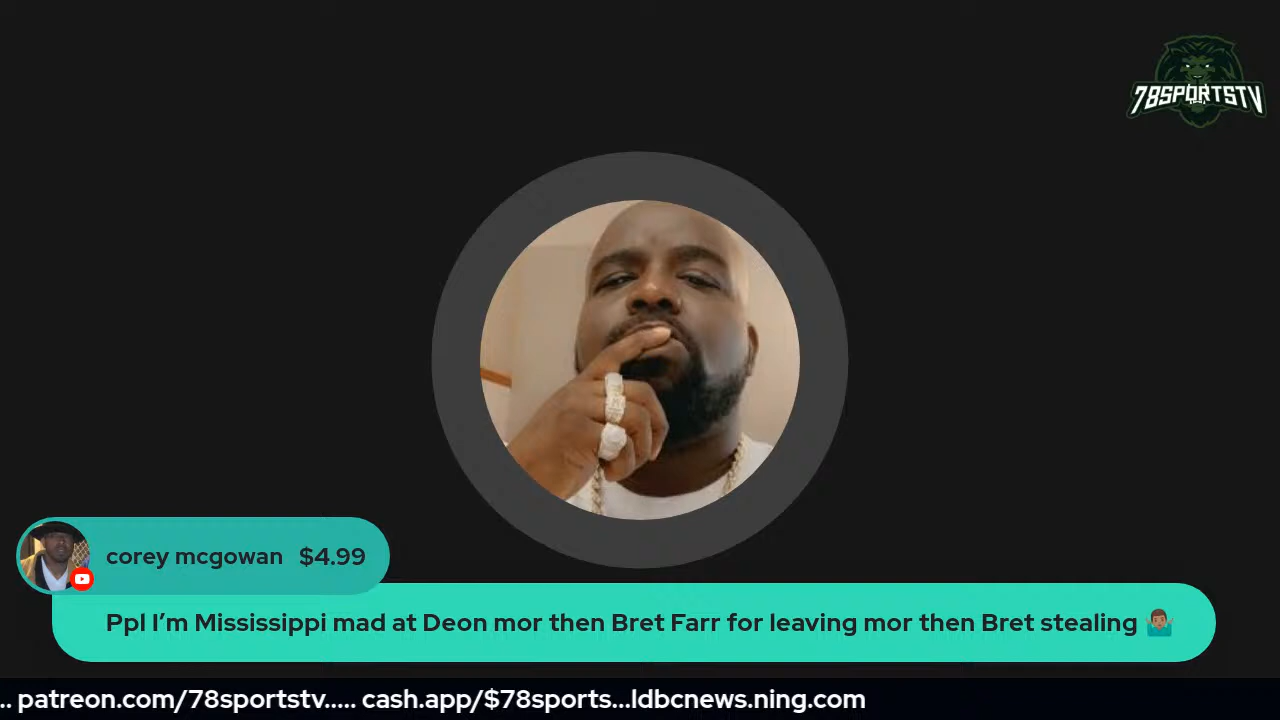 78SPORTSTV
corey mcgowan $4.99
Ppl I’m Mississippi mad at Deon mor then Bret Farr for leaving mor then Bret stealing 🤷🏽‍♂️
.. patreon.com/78sportstv..... cash.app/$78sports...ldbcnews.ning.com